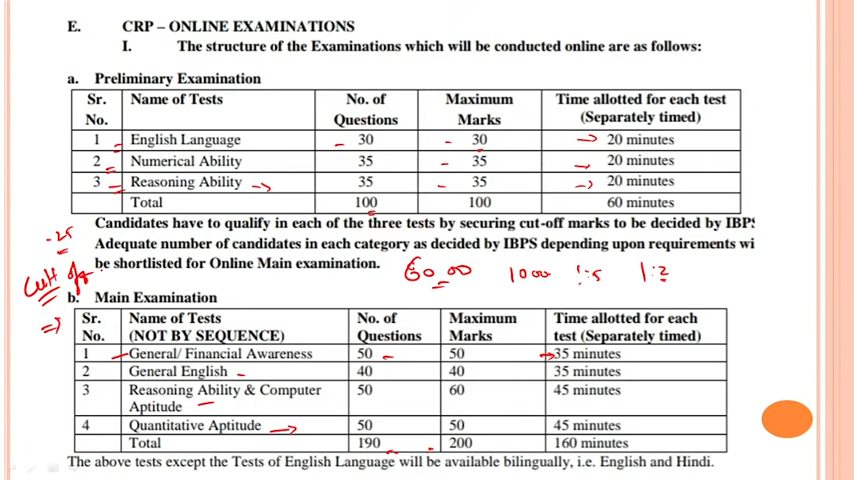 E. CRP – ONLINE EXAMINATIONS
I. The structure of the Examinations which will be conducted online are as follows:
a. Preliminary Examination
Sr. No. Name of Tests No. of Questions Maximum Marks Time allotted for each test (Separately timed)
1 English Language 30 30 20 minutes
2 Numerical Ability 35 35 20 minutes
3 Reasoning Ability 35 35 20 minutes
Total 100 100 60 minutes
Candidates have to qualify in each of the three tests by securing cut-off marks to be decided by IBPS
.25
Adequate number of candidates in each category as decided by IBPS depending upon requirements wi
be shortlisted for Online Main examination.
Cutt off
1000 1:5 1:2
b. Main Examination
Sr. No. Name of Tests (NOT BY SEQUENCE) No. of Questions Maximum Marks Time allotted for each test (Separately timed)
1 General/ Financial Awareness 50 50 35 minutes
2 General English 40 40 35 minutes
3 Reasoning Ability & Computer Aptitude 50 60 45 minutes
4 Quantitative Aptitude 50 50 45 minutes
Total 190 200 160 minutes
The above tests except the Tests of English Language will be available bilingually, i.e. English and Hindi.